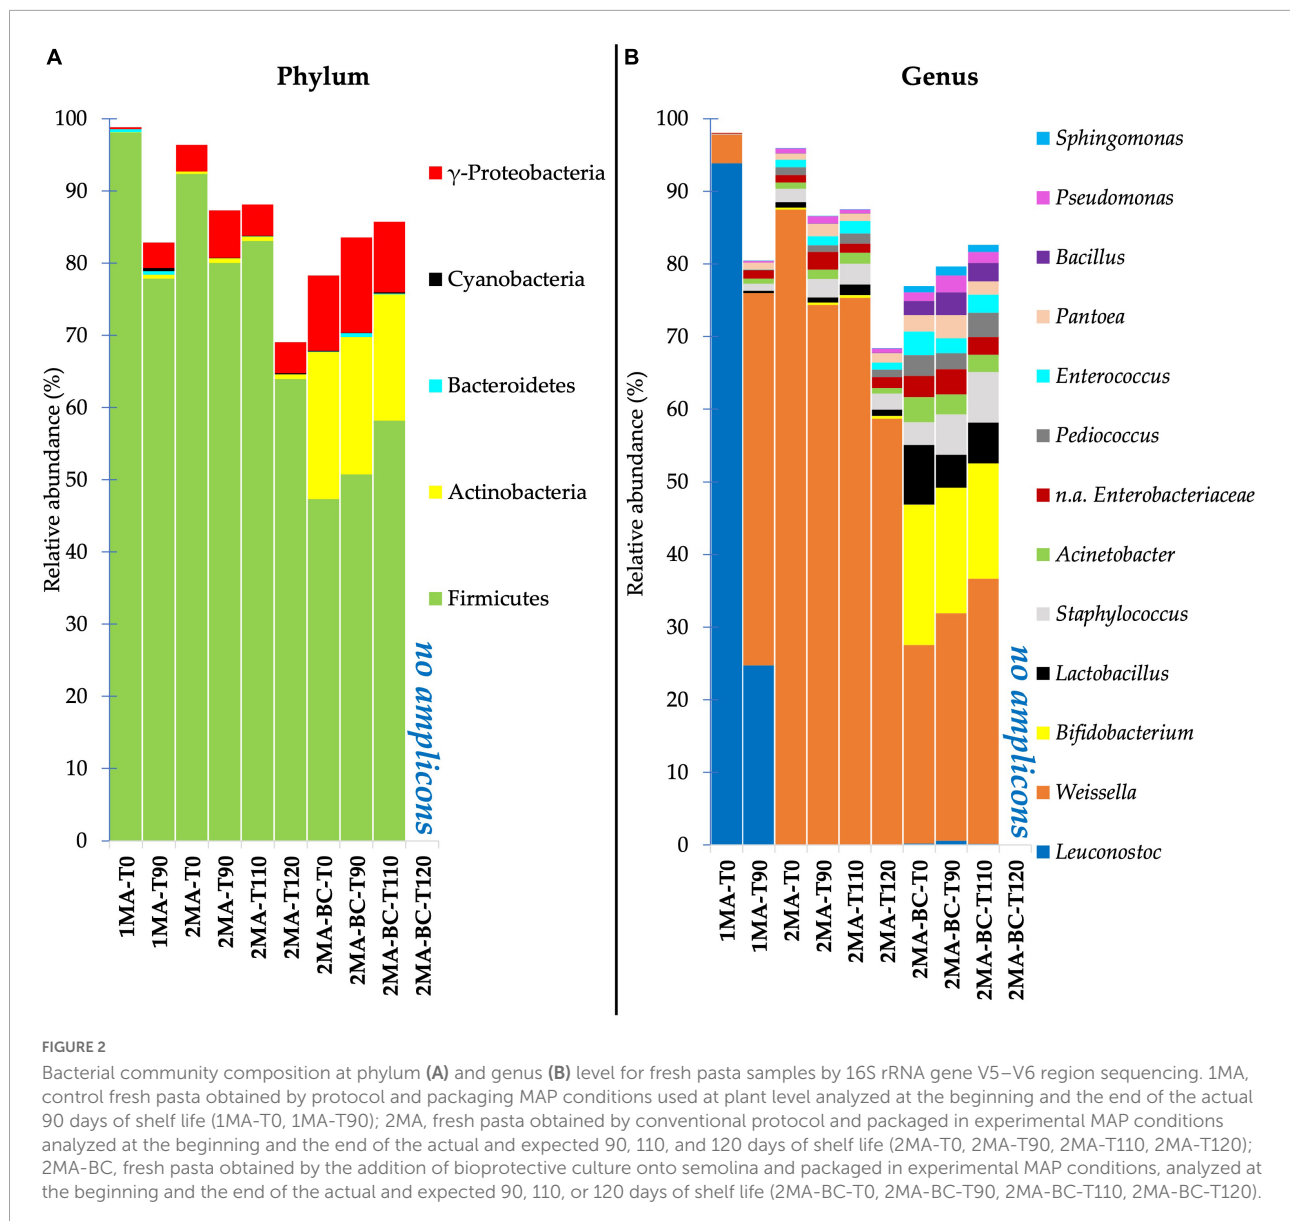 A
Phylum
Relative abundance (%)
100
90
80
70
60
50
40
30
20
10
0
γ-Proteobacteria
Cyanobacteria
Bacteroidetes
Actinobacteria
Firmicutes
no amplicons
1MA-T0
1MA-T90
2MA-T0
2MA-T90
2MA-T110
2MA-T120
2MA-BC-T0
2MA-BC-T90
2MA-BC-T110
2MA-BC-T120
B
Genus
Relative abundance (%)
100
90
80
70
60
50
40
30
20
10
0
Sphingomonas
Pseudomonas
Bacillus
Pantoea
Enterococcus
Pediococcus
n.a. Enterobacteriaceae
Acinetobacter
Staphylococcus
Lactobacillus
Bifidobacterium
Weissella
Leuconostoc
no amplicons
1MA-T0
1MA-T90
2MA-T0
2MA-T90
2MA-T110
2MA-T120
2MA-BC-T0
2MA-BC-T90
2MA-BC-T110
2MA-BC-T120
FIGURE 2
Bacterial community composition at phylum (A) and genus (B) level for fresh pasta samples by 16S rRNA gene V5–V6 region sequencing. 1MA,
control fresh pasta obtained by protocol and packaging MAP conditions used at plant level analyzed at the beginning and the end of the actual
90 days of shelf life (1MA-T0, 1MA-T90); 2MA, fresh pasta obtained by conventional protocol and packaged in experimental MAP conditions
analyzed at the beginning and the end of the actual and expected 90, 110, and 120 days of shelf life (2MA-T0, 2MA-T90, 2MA-T110, 2MA-T120);
2MA-BC, fresh pasta obtained by the addition of bioprotective culture onto semolina and packaged in experimental MAP conditions, analyzed at
the beginning and the end of the actual and expected 90, 110, or 120 days of shelf life (2MA-BC-T0, 2MA-BC-T90, 2MA-BC-T110, 2MA-BC-T120).